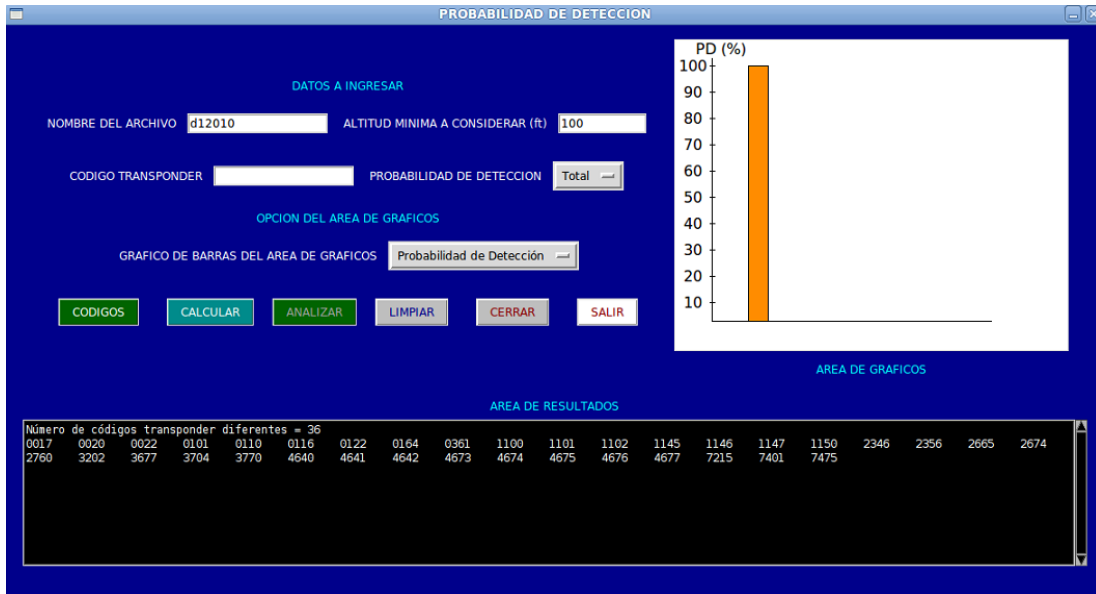 PROBABILIDAD DE DETECCION
DATOS A INGRESAR
NOMBRE DEL ARCHIVO d12010 ALTITUD MINIMA A CONSIDERAR (ft) 100
CODIGO TRANSPONDER PROBABILIDAD DE DETECCION Total
OPCION DEL AREA DE GRAFICOS
GRAFICO DE BARRAS DEL AREA DE GRAFICOS Probabilidad de Detección
CODIGOS CALCULAR ANALIZAR LIMPIAR CERRAR SALIR
PD (%)
100
90
80
70
60
50
40
30
20
10
AREA DE GRAFICOS
AREA DE RESULTADOS
Número de códigos transponder diferentes = 36
0017 0020 0022 0101 0110 0116 0122 0164 0361 1100 1101 1102 1145 1146 1147 1150 2346 2356 2665 2674
2760 3202 3677 3704 3770 4640 4641 4642 4673 4674 4675 4676 4677 7215 7401 7475